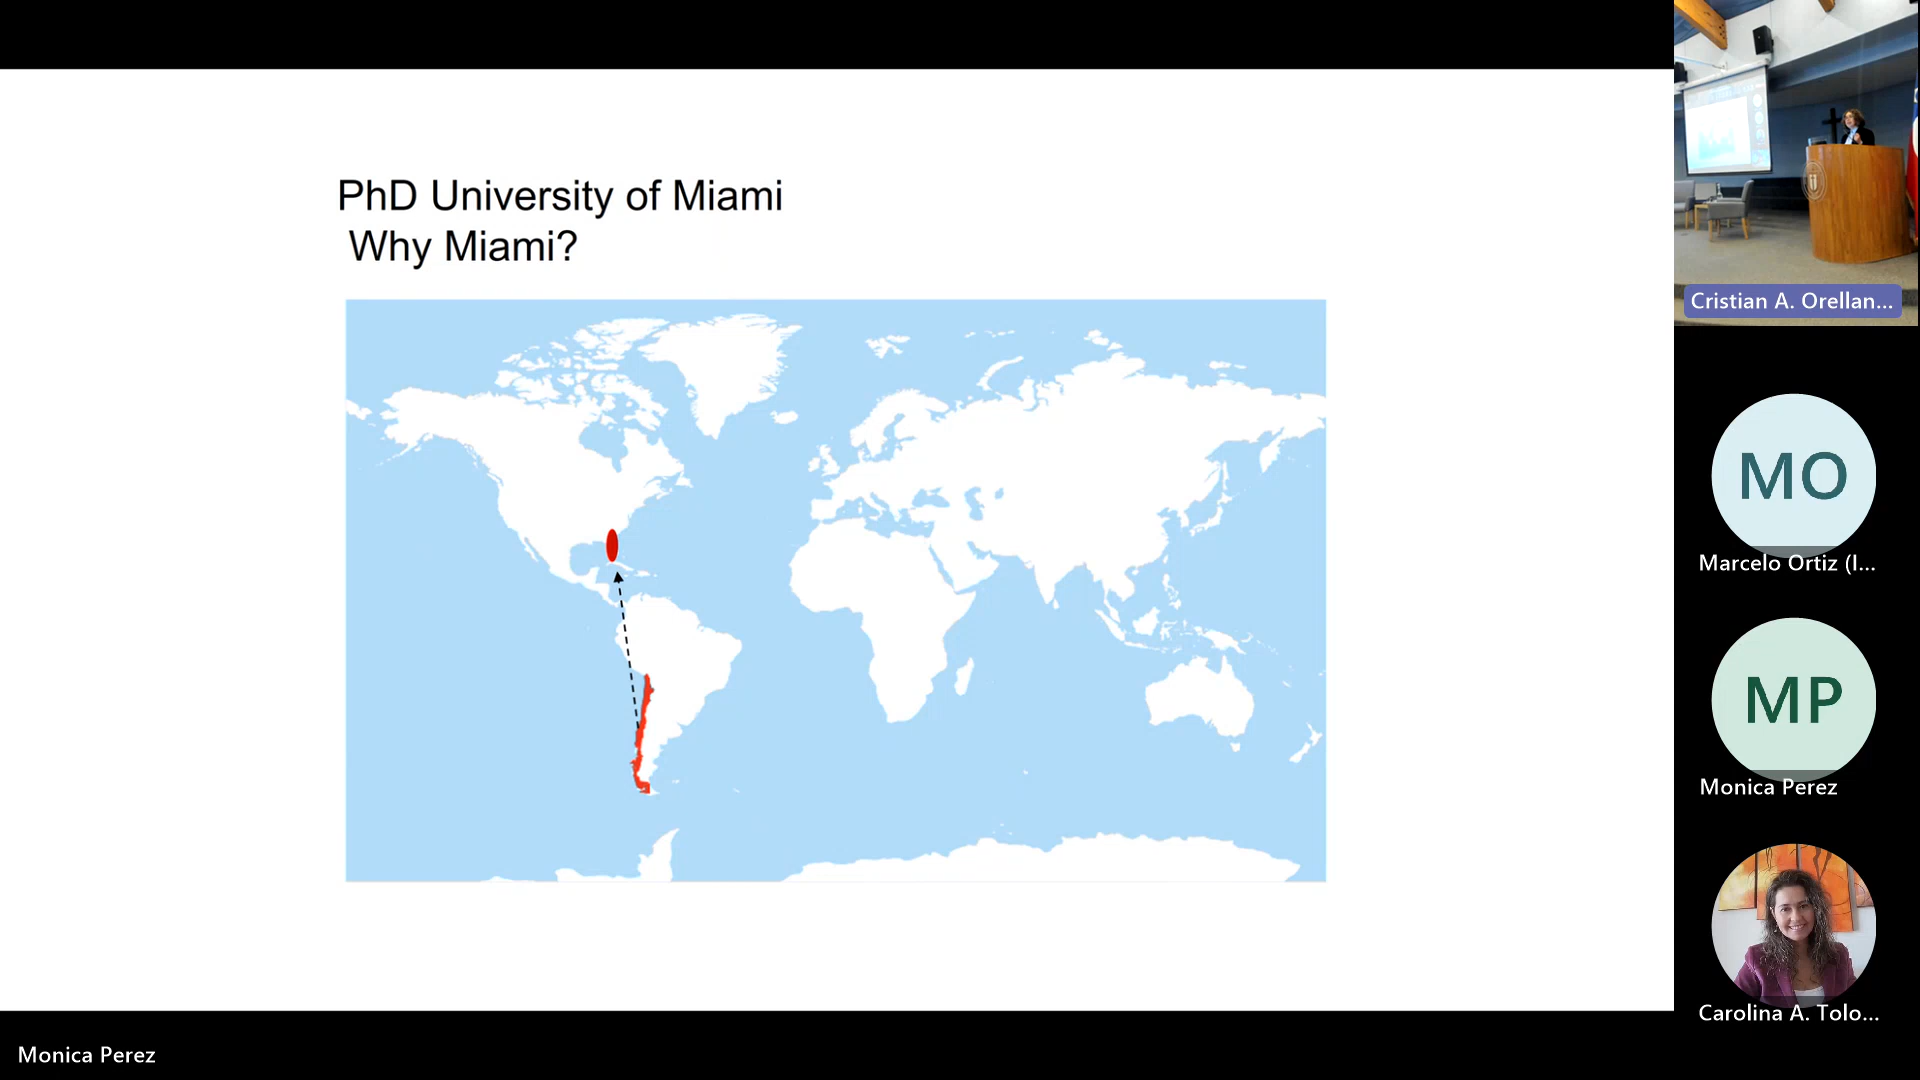 PhD University of Miami
Why Miami?
Cristian A. Orellan...
MO
Marcelo Ortiz (I...
MP
Monica Perez
Carolina A. Tolo...
Monica Perez